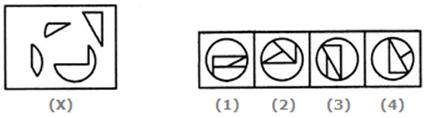 (X) (1) (2) (3) (4)